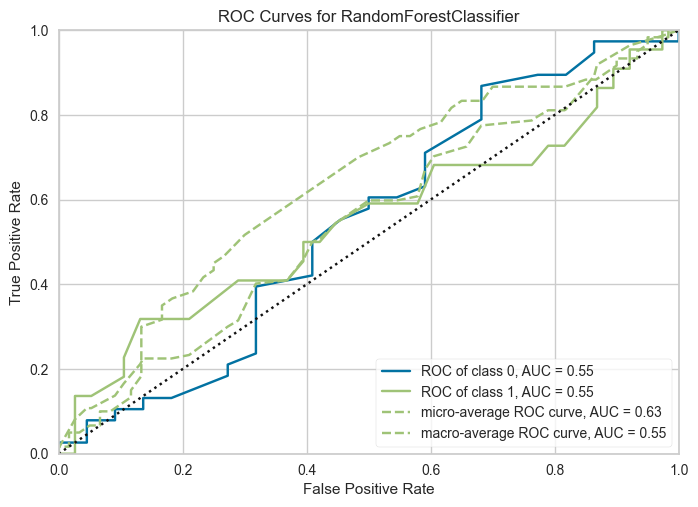 ROC Curves for RandomForestClassifier
True Positive Rate
1.0
0.8
0.6
0.4
0.2
0.0
ROC of class 0, AUC = 0.55
ROC of class 1, AUC = 0.55
micro-average ROC curve, AUC = 0.63
macro-average ROC curve, AUC = 0.55
0.0 0.2 0.4 0.6 0.8 1.0
False Positive Rate